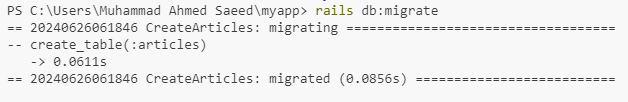 PS C:\Users\Muhammad Ahmed Saeed\myapp> rails db:migrate
== 20240626061846 CreateArticles: migrating ==================================
-- create_table(:articles)
   -> 0.0611s
== 20240626061846 CreateArticles: migrated (0.0856s) =========================